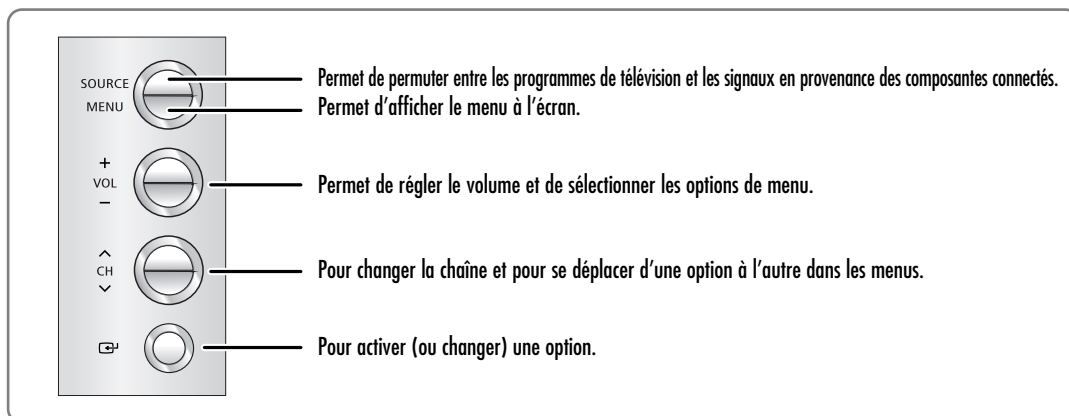 SOURCE
MENU
Permet de permuter entre les programmes de télévision et les signaux en provenance des composantes connectés.
Permet d’afficher le menu à l’écran.
+
VOL
–
Permet de régler le volume et de sélectionner les options de menu.
CH
Pour changer la chaîne et pour se déplacer d’une option à l’autre dans les menus.
Pour activer (ou changer) une option.